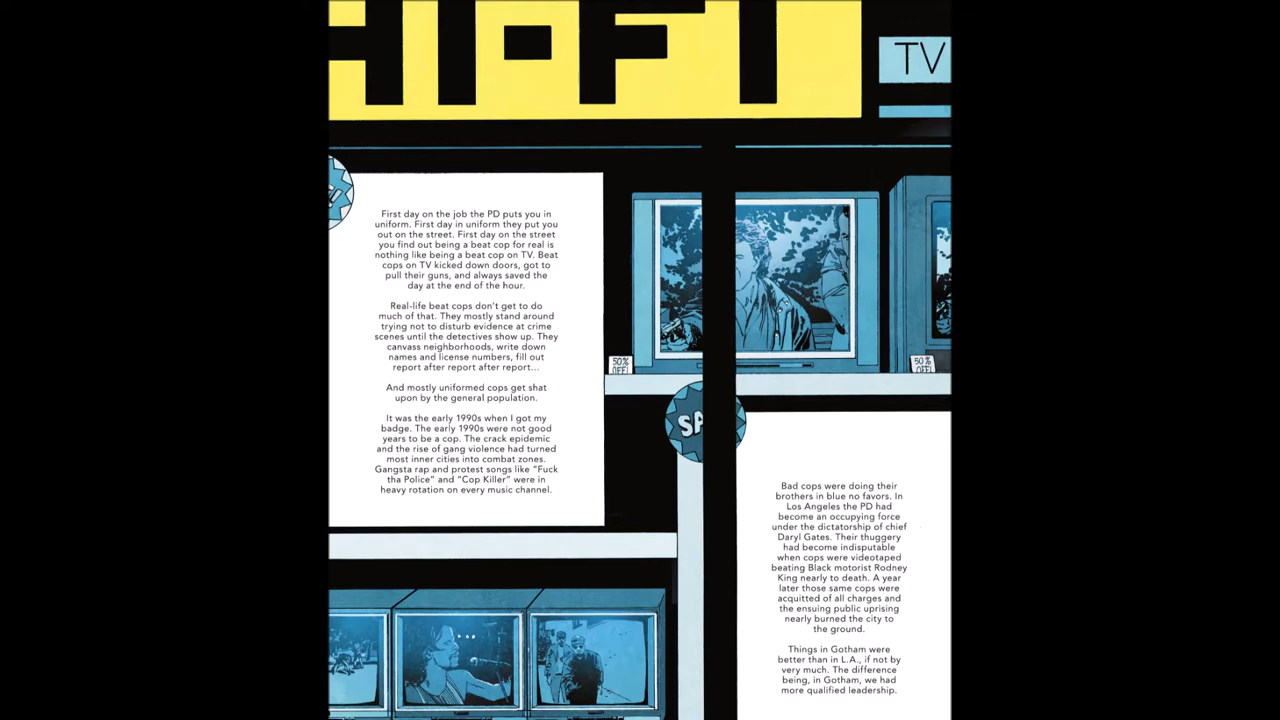 HI-FI
TV
First day on the job the PD puts you in
uniform. First day in uniform they put you
out on the street. First day on the street
you find out being a beat cop for real is
nothing like being a beat cop on TV. Beat
cops on TV kicked down doors, got to
pull their guns, and always saved the
day at the end of the hour.
Real-life beat cops don't get to do
much of that. They mostly stand around
trying not to disturb evidence at crime
scenes until the detectives show up. They
canvass neighborhoods, write down
names and license numbers, fill out
report after report after report...
And mostly uniformed cops get shat
upon by the general population.
It was the early 1990s when I got my
badge. The early 1990s were not good
years to be a cop. The crack epidemic
and the rise of gang violence had turned
most inner cities into combat zones.
Gangsta rap and protest songs like “Fuck
tha Police” and “Cop Killer” were in
heavy rotation on every music channel.
50%
OFF!
50%
OFF!
Bad cops were doing their
brothers in blue no favors. In
Los Angeles the PD had
become an occupying force
under the dictatorship of chief
Daryl Gates. Their thuggery
had become indisputable
when cops were videotaped
beating Black motorist Rodney
King nearly to death. A year
later those same cops were
acquitted of all charges and
the ensuing public uprising
nearly burned the city to
the ground.
Things in Gotham were
better than in L.A., if not by
very much. The difference
being, in Gotham, we had
more qualified leadership.